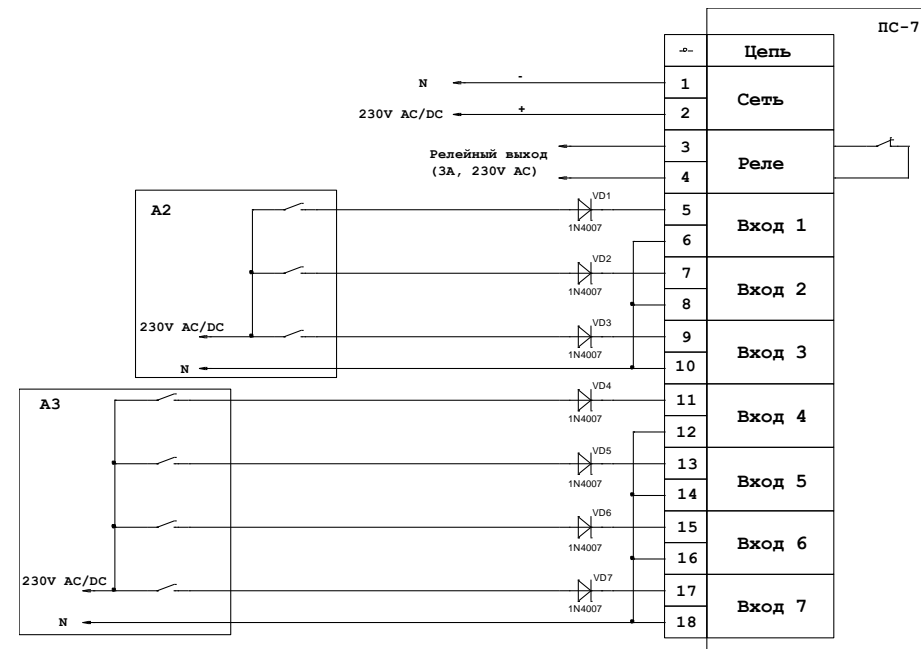 ПС-7
Цепь
N - 1 Сеть
230V AC/DC + 2
Релейный выход 3 Реле
(3А, 230V AC) 4
А2 VD1 5 Вход 1
1N4007
6
VD2 7 Вход 2
1N4007
8
230V AC/DC VD3 9 Вход 3
1N4007
N 10
А3 VD4 11 Вход 4
1N4007
12
VD5 13 Вход 5
1N4007
14
VD6 15 Вход 6
1N4007
16
230V AC/DC VD7 17 Вход 7
1N4007
N 18